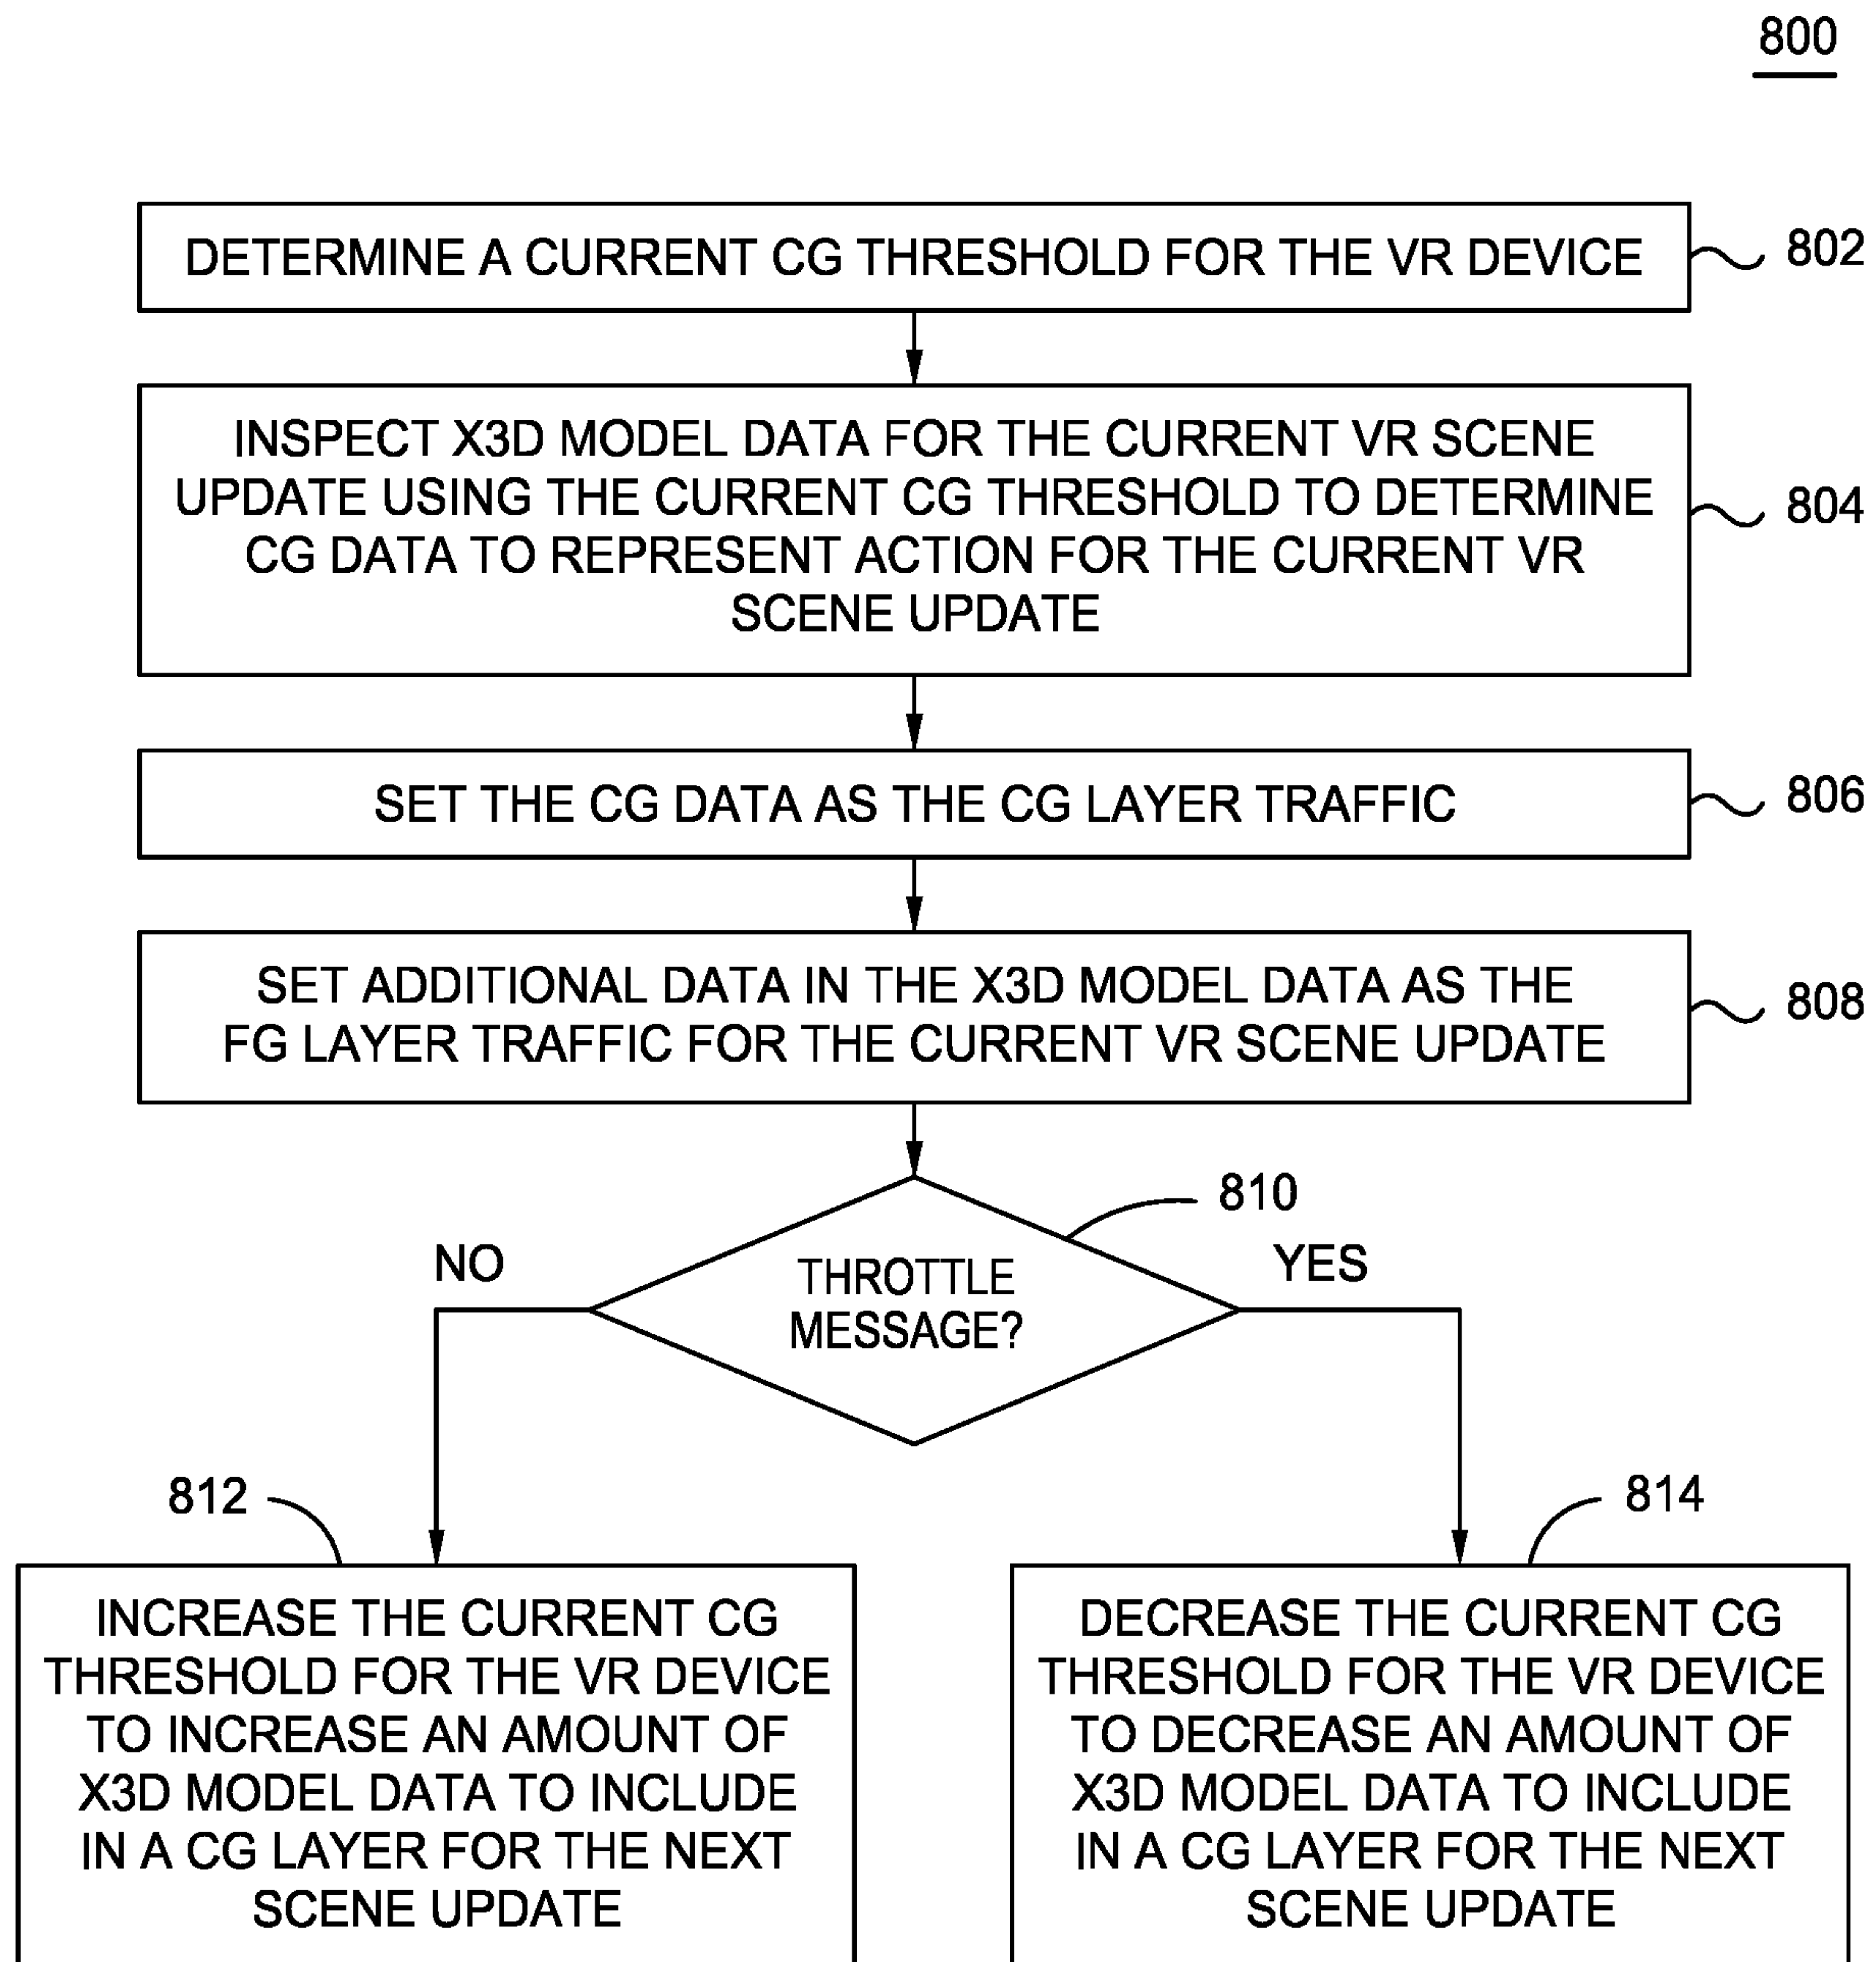 800
DETERMINE A CURRENT CG THRESHOLD FOR THE VR DEVICE
802
INSPECT X3D MODEL DATA FOR THE CURRENT VR SCENE
UPDATE USING THE CURRENT CG THRESHOLD TO DETERMINE
CG DATA TO REPRESENT ACTION FOR THE CURRENT VR
SCENE UPDATE
804
SET THE CG DATA AS THE CG LAYER TRAFFIC
806
SET ADDITIONAL DATA IN THE X3D MODEL DATA AS THE
FG LAYER TRAFFIC FOR THE CURRENT VR SCENE UPDATE
808
810
NO
THROTTLE
MESSAGE?
YES
812
INCREASE THE CURRENT CG
THRESHOLD FOR THE VR DEVICE
TO INCREASE AN AMOUNT OF
X3D MODEL DATA TO INCLUDE
IN A CG LAYER FOR THE NEXT
SCENE UPDATE
814
DECREASE THE CURRENT CG
THRESHOLD FOR THE VR DEVICE
TO DECREASE AN AMOUNT OF
X3D MODEL DATA TO INCLUDE
IN A CG LAYER FOR THE NEXT
SCENE UPDATE